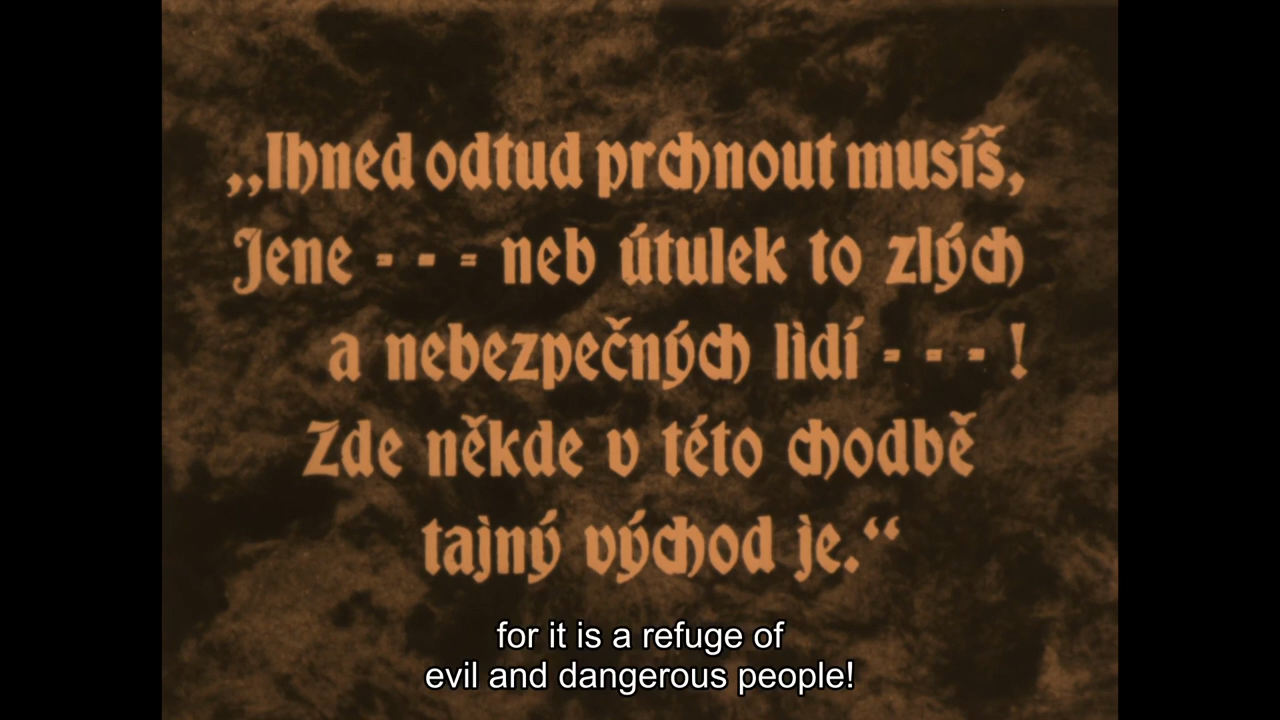 „Ihned odtud prchnout musíš,
Jene - - - neb útulek to zlých
a nebezpečných lidí - - - !
Zde někde v této chodbě
tajný východ je.“
for it is a refuge of
evil and dangerous people!